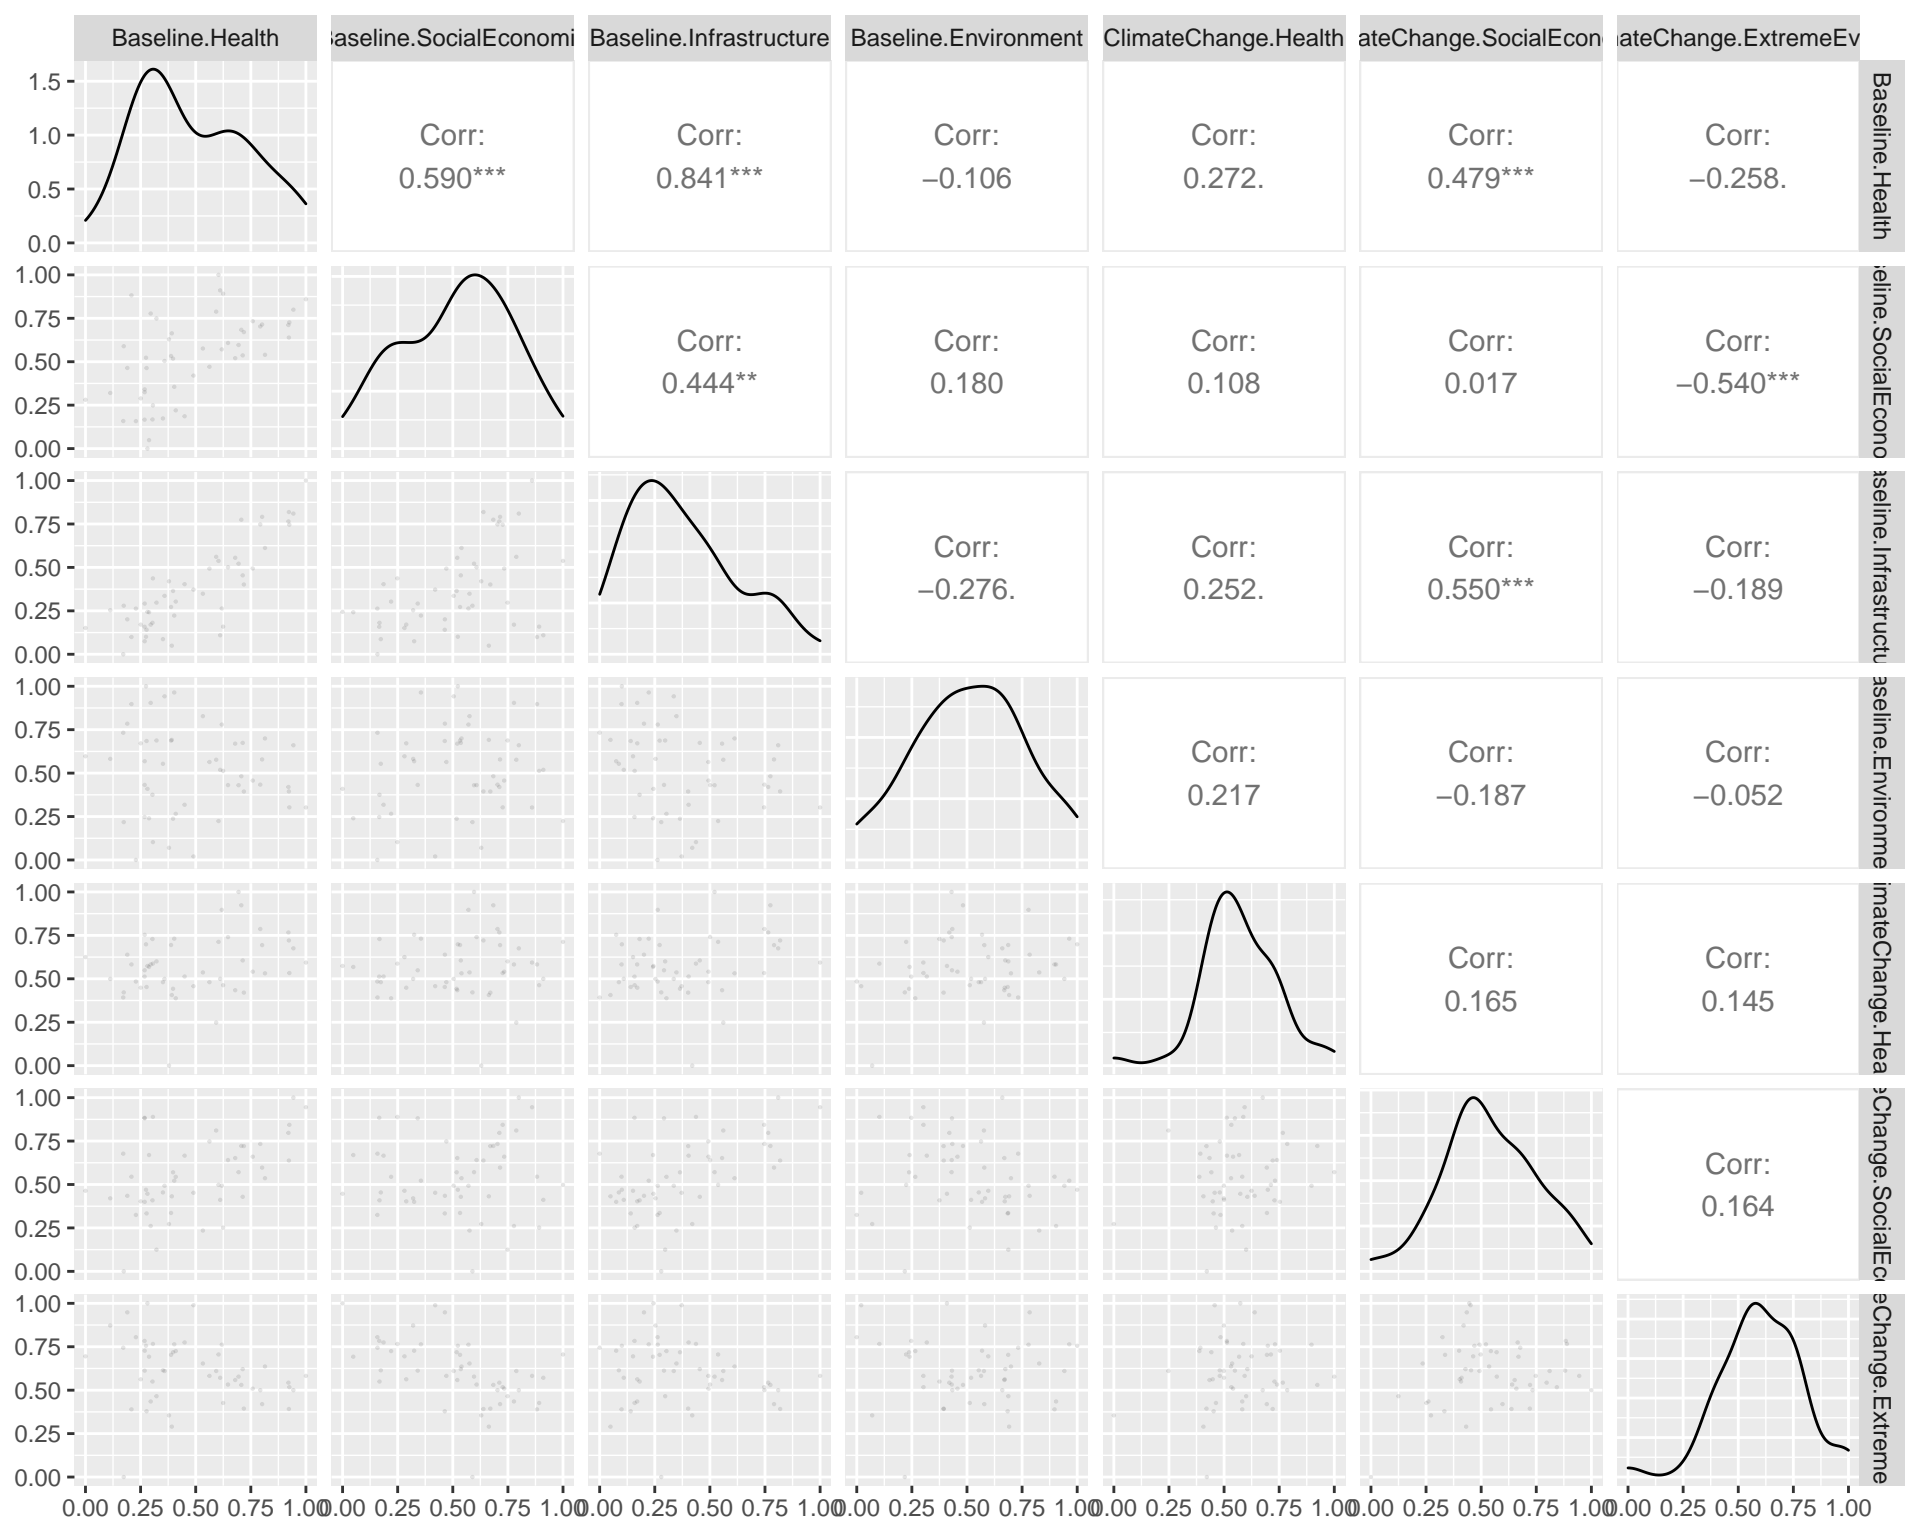 Baseline.Health
Baseline.SocialEconomi
Baseline.Infrastructure
Baseline.Environment
ClimateChange.Health
ateChange.SocialEcon
ateChange.ExtremeEv
1.5
1.0
0.5
0.0
Corr:
0.590***
Corr:
0.841***
Corr:
−0.106
Corr:
0.272.
Corr:
0.479***
Corr:
−0.258.
Baseline.Health
1.00
0.75
0.50
0.25
0.00
Corr:
0.444**
Corr:
0.180
Corr:
0.108
Corr:
0.017
Corr:
−0.540***
eline.SocialEcono
1.00
0.75
0.50
0.25
0.00
Corr:
−0.276.
Corr:
0.252.
Corr:
0.550***
Corr:
−0.189
aseline.Infrastructu
1.00
0.75
0.50
0.25
0.00
Corr:
0.217
Corr:
−0.187
Corr:
−0.052
aseline.Environme
1.00
0.75
0.50
0.25
0.00
Corr:
0.165
Corr:
0.145
imateChange.Hea
1.00
0.75
0.50
0.25
0.00
Corr:
0.164
eChange.SocialEc
1.00
0.75
0.50
0.25
0.00
eChange.Extreme
0.00 0.25 0.50 0.75 1.00
0.00 0.25 0.50 0.75 1.00
0.00 0.25 0.50 0.75 1.00
0.00 0.25 0.50 0.75 1.00
0.00 0.25 0.50 0.75 1.00
0.00 0.25 0.50 0.75 1.00
0.00 0.25 0.50 0.75 1.00